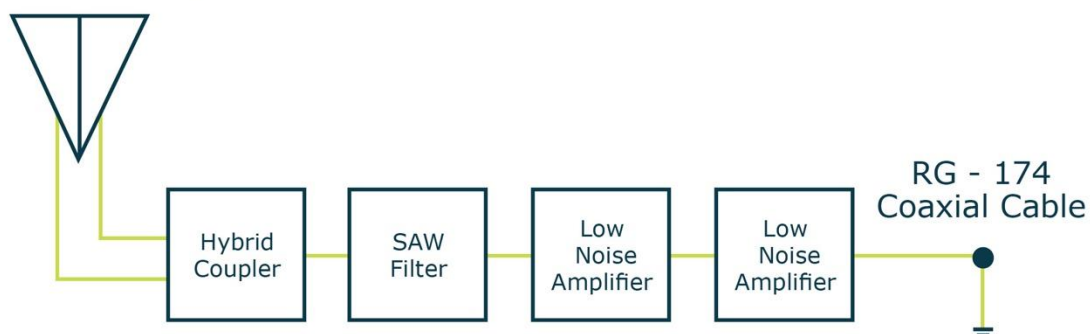 RG - 174
Coaxial Cable
Hybrid
Coupler
SAW
Filter
Low
Noise
Amplifier
Low
Noise
Amplifier